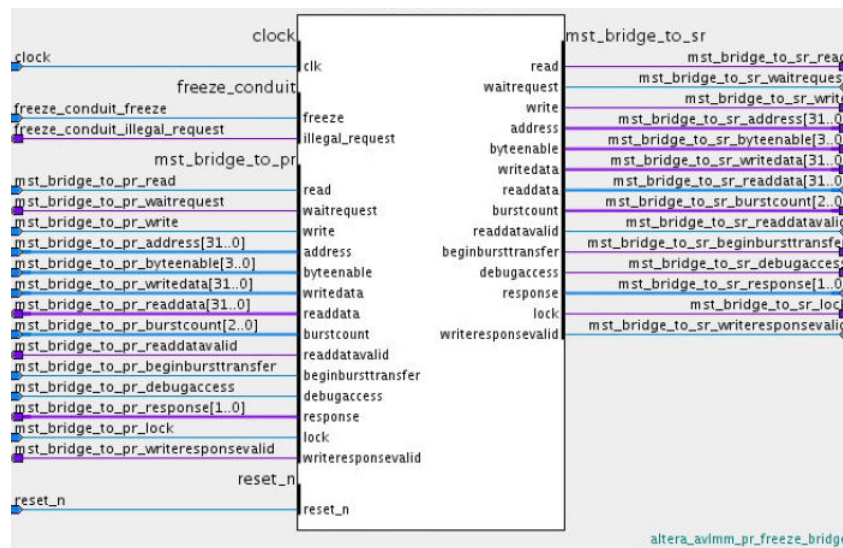 clock
mst_bridge_to_sr
clock
clk
read
mst_bridge_to_sr_read
freeze_conduit
waitrequest
mst_bridge_to_sr_waitreques
freeze_conduit_freeze
freeze
write
mst_bridge_to_sr_write
freeze_conduit_illegal_request
illegal_request
address
mst_bridge_to_sr_address[31..0
mst_bridge_to_pr
byteenable
mst_bridge_to_sr_byteenable[3..0
mst_bridge_to_pr_read
read
writedata
mst_bridge_to_sr_writedata[31..0
mst_bridge_to_pr_waitrequest
waitrequest
readdata
mst_bridge_to_sr_readdata[31..0
mst_bridge_to_pr_write
write
burstcount
mst_bridge_to_sr_burstcount[2..0
mst_bridge_to_pr_address[31..0]
address
readdatavalid
mst_bridge_to_sr_readdatavalid
mst_bridge_to_pr_byteenable[3..0]
byteenable
beginbursttransfer
mst_bridge_to_sr_beginbursttransfe
mst_bridge_to_pr_writedata[31..0]
writedata
debugaccess
mst_bridge_to_sr_debugaccess
mst_bridge_to_pr_readdata[31..0]
readdata
response
mst_bridge_to_sr_response[1..0
mst_bridge_to_pr_burstcount[2..0]
burstcount
lock
mst_bridge_to_sr_lock
mst_bridge_to_pr_readdatavalid
readdatavalid
writeresponsevalid
mst_bridge_to_sr_writeresponsevalid
mst_bridge_to_pr_beginbursttransfer
beginbursttransfer
mst_bridge_to_pr_debugaccess
debugaccess
mst_bridge_to_pr_response[1..0]
response
mst_bridge_to_pr_lock
lock
mst_bridge_to_pr_writeresponsevalid
writeresponsevalid
reset_n
reset_n
reset_n
altera_avlmm_pr_freeze_bridge